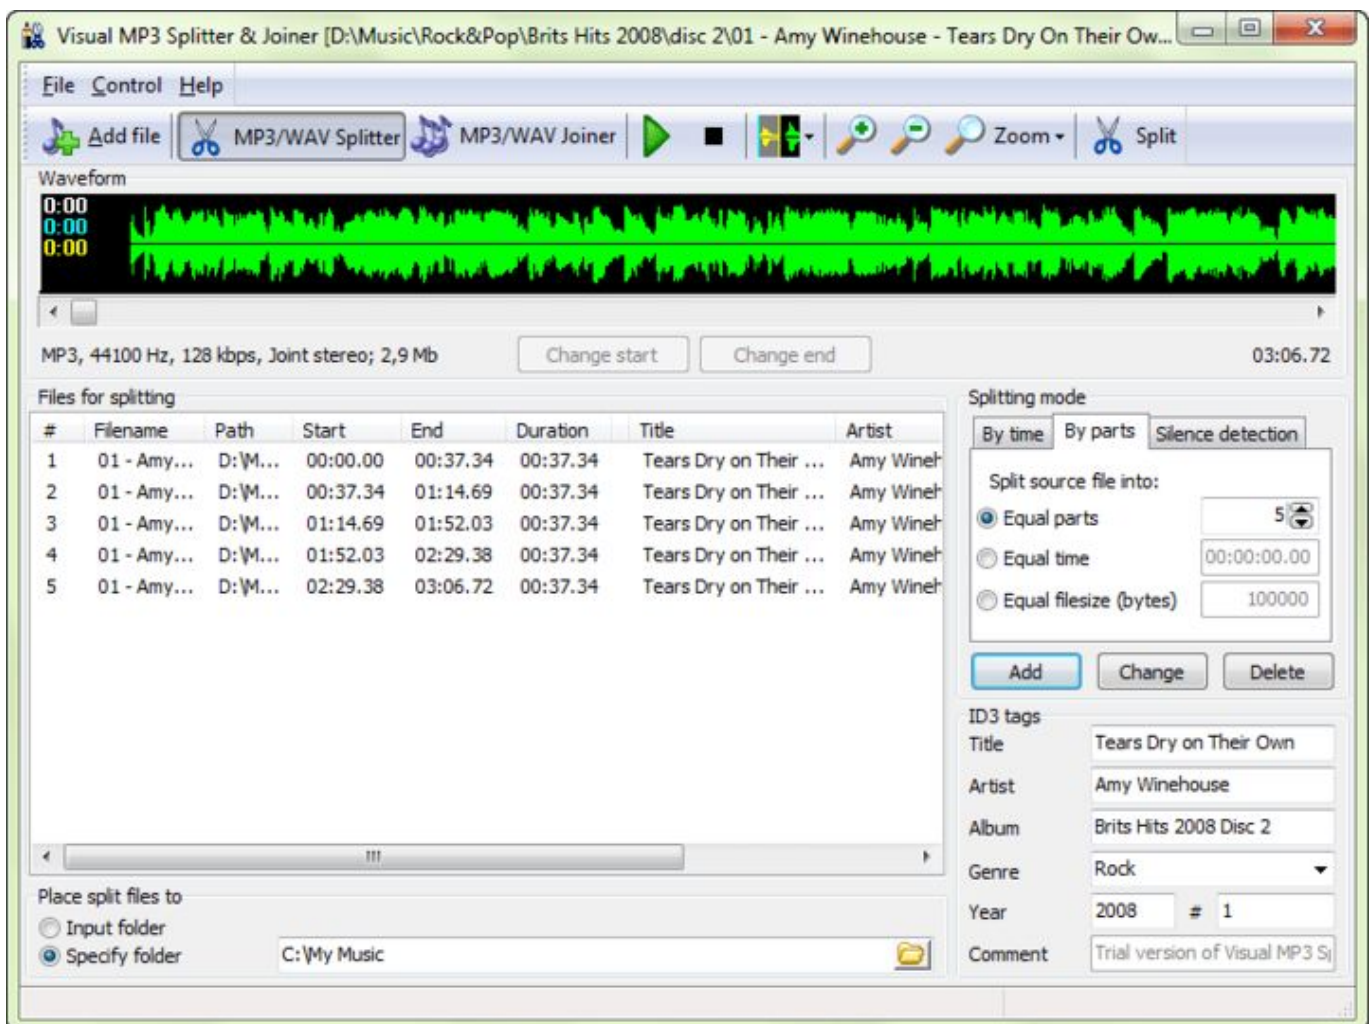 Visual MP3 Splitter & Joiner [D:\Music\Rock&Pop\Brits Hits 2008\disc 2\01 - Amy Winehouse - Tears Dry On Their Ow...
File Control Help
Add file MP3/WAV Splitter MP3/WAV Joiner Zoom Split
Waveform
0:00
0:00
0:00
MP3, 44100 Hz, 128 kbps, Joint stereo; 2,9 Mb Change start Change end 03:06.72
Files for splitting
# Filename Path Start End Duration Title Artist
1 01 - Amy... D:\M... 00:00.00 00:37.34 00:37.34 Tears Dry on Their ... Amy Wineh
2 01 - Amy... D:\M... 00:37.34 01:14.69 00:37.34 Tears Dry on Their ... Amy Wineh
3 01 - Amy... D:\M... 01:14.69 01:52.03 00:37.34 Tears Dry on Their ... Amy Wineh
4 01 - Amy... D:\M... 01:52.03 02:29.38 00:37.34 Tears Dry on Their ... Amy Wineh
5 01 - Amy... D:\M... 02:29.38 03:06.72 00:37.34 Tears Dry on Their ... Amy Wineh
Place split files to
Input folder
Specify folder C:\My Music
Splitting mode
By time By parts Silence detection
Split source file into:
Equal parts 5
Equal time 00:00:00.00
Equal filesize (bytes) 100000
Add Change Delete
ID3 tags
Title Tears Dry on Their Own
Artist Amy Winehouse
Album Brits Hits 2008 Disc 2
Genre Rock
Year 2008 # 1
Comment Trial version of Visual MP3 Sp